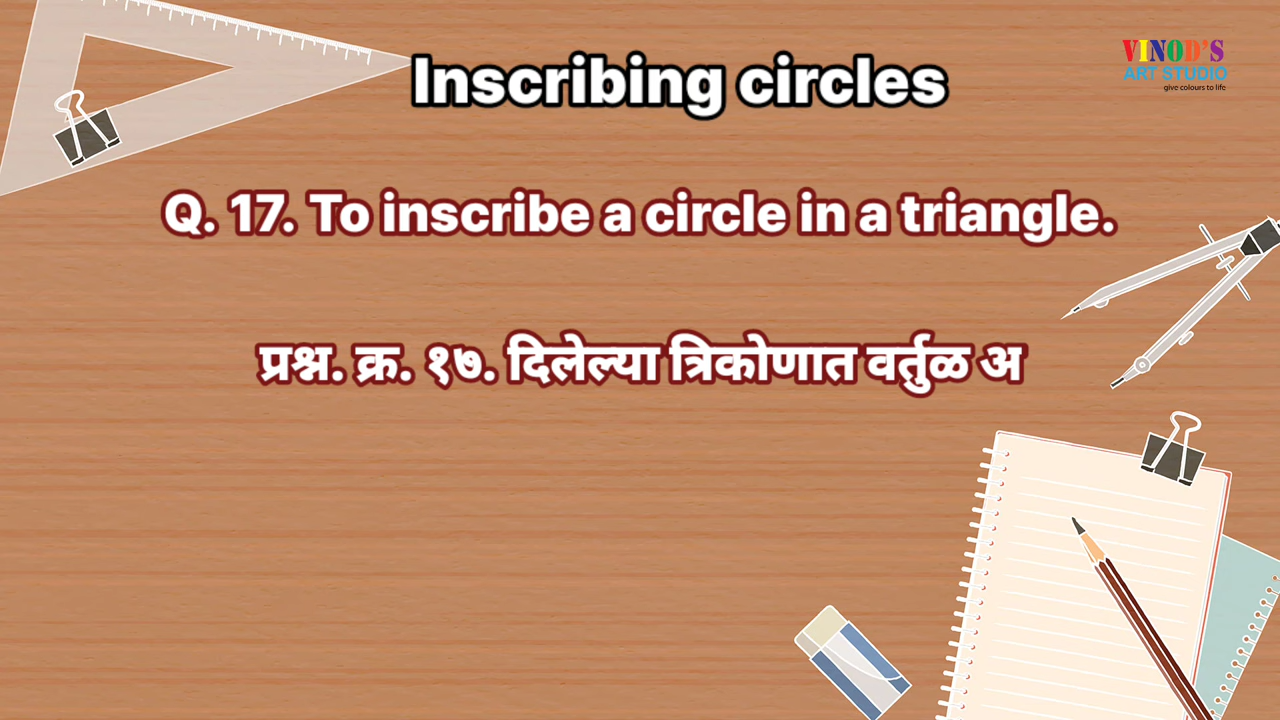 Inscribing circles
VINOD'S
ART STUDIO
give colours to life
Q. 17. To inscribe a circle in a triangle.
प्रश्न. क्र. १७. दिलेल्या त्रिकोणात वर्तुळ अ